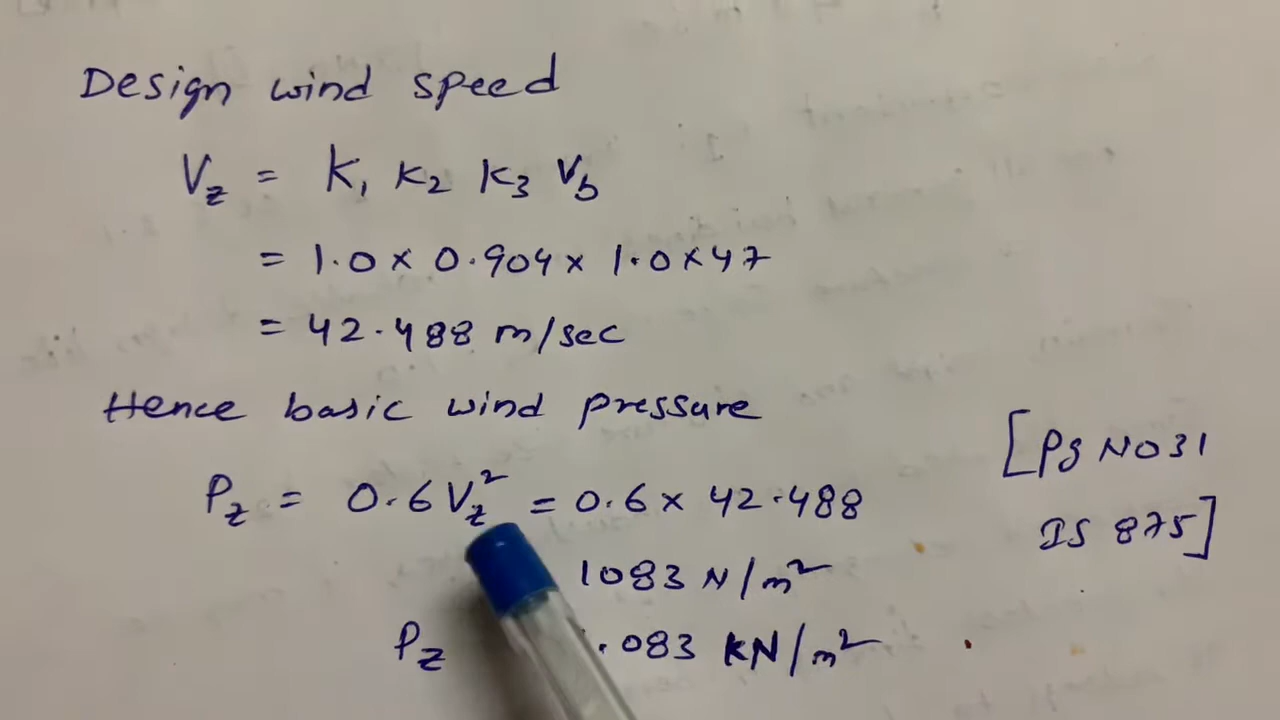 Design wind speed
Vz = K1 K2 K3 Vb
= 1.0 x 0.904 x 1.0 x 47
= 42.488 m/sec
Hence basic wind pressure
Pz = 0.6 Vz² = 0.6 x 42.488
[Pg No 31
IS 875]
1083 N/m²
Pz .083 KN/m²